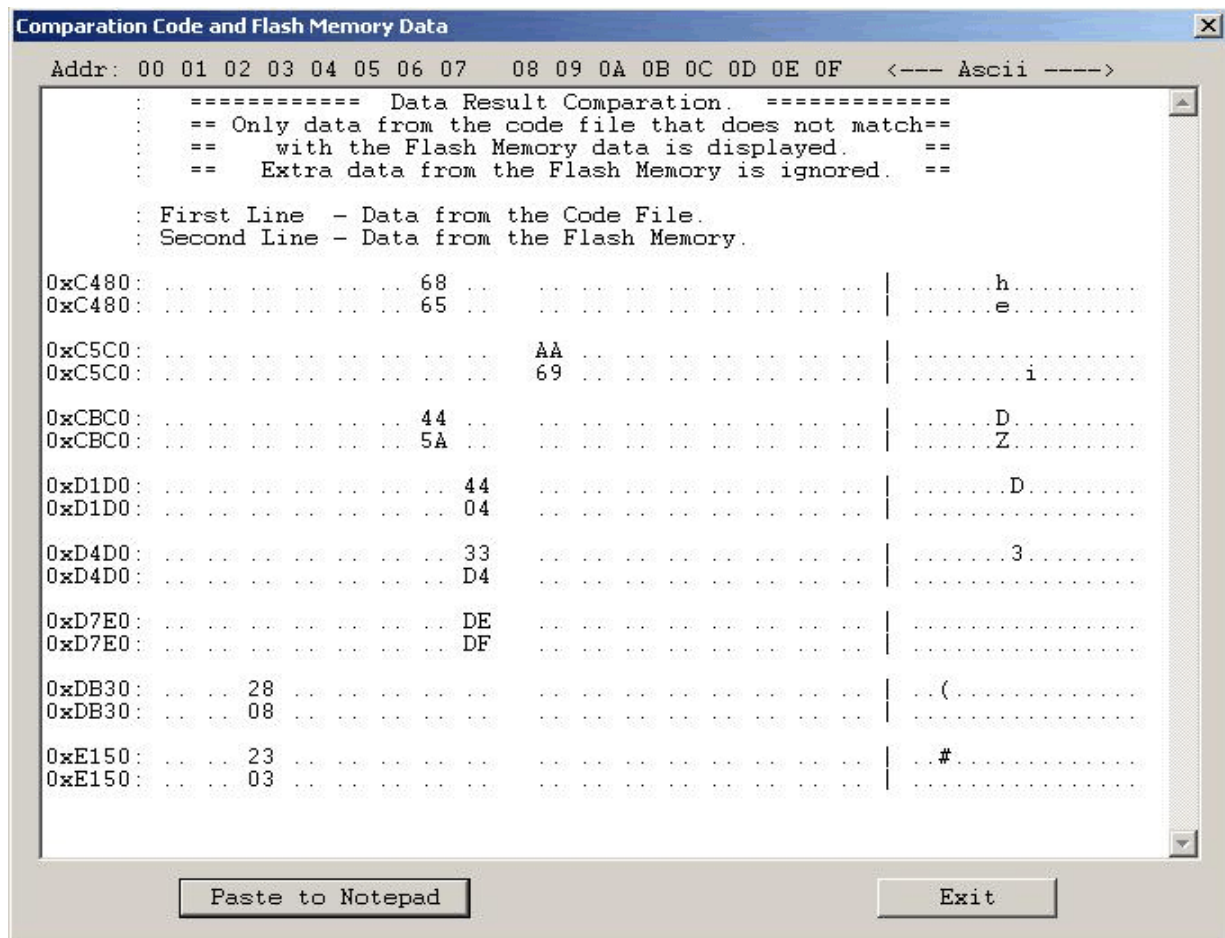 Comparation Code and Flash Memory Data
Addr: 00 01 02 03 04 05 06 07 08 09 0A 0B 0C 0D 0E 0F <--- Ascii ---->
: ============ Data Result Comparation. =============
: == Only data from the code file that does not match==
: == with the Flash Memory data is displayed. ==
: == Extra data from the Flash Memory is ignored. ==
: First Line - Data from the Code File.
: Second Line - Data from the Flash Memory.
0xC480: .. .. .. .. .. .. 68 .. .. .. .. .. .. .. .. .. | ......h.........
0xC480: .. .. .. .. .. .. 65 .. .. .. .. .. .. .. .. .. | ......e.........
0xC5C0: .. .. .. .. .. .. .. .. AA .. .. .. .. .. .. .. | ................
0xC5C0: .. .. .. .. .. .. .. .. 69 .. .. .. .. .. .. .. | ........i.......
0xCBC0: .. .. .. .. .. .. 44 .. .. .. .. .. .. .. .. .. | ......D.........
0xCBC0: .. .. .. .. .. .. 5A .. .. .. .. .. .. .. .. .. | ......Z.........
0xD1D0: .. .. .. .. .. .. .. 44 .. .. .. .. .. .. .. .. | .......D........
0xD1D0: .. .. .. .. .. .. .. 04 .. .. .. .. .. .. .. .. | ................
0xD4D0: .. .. .. .. .. .. .. 33 .. .. .. .. .. .. .. .. | .......3........
0xD4D0: .. .. .. .. .. .. .. D4 .. .. .. .. .. .. .. .. | ................
0xD7E0: .. .. .. .. .. .. .. DE .. .. .. .. .. .. .. .. | ................
0xD7E0: .. .. .. .. .. .. .. DF .. .. .. .. .. .. .. .. | ................
0xDB30: .. .. 28 .. .. .. .. .. .. .. .. .. .. .. .. .. | ..(.............
0xDB30: .. .. 08 .. .. .. .. .. .. .. .. .. .. .. .. .. | ................
0xE150: .. .. 23 .. .. .. .. .. .. .. .. .. .. .. .. .. | ..#.............
0xE150: .. .. 03 .. .. .. .. .. .. .. .. .. .. .. .. .. | ................
Paste to Notepad Exit